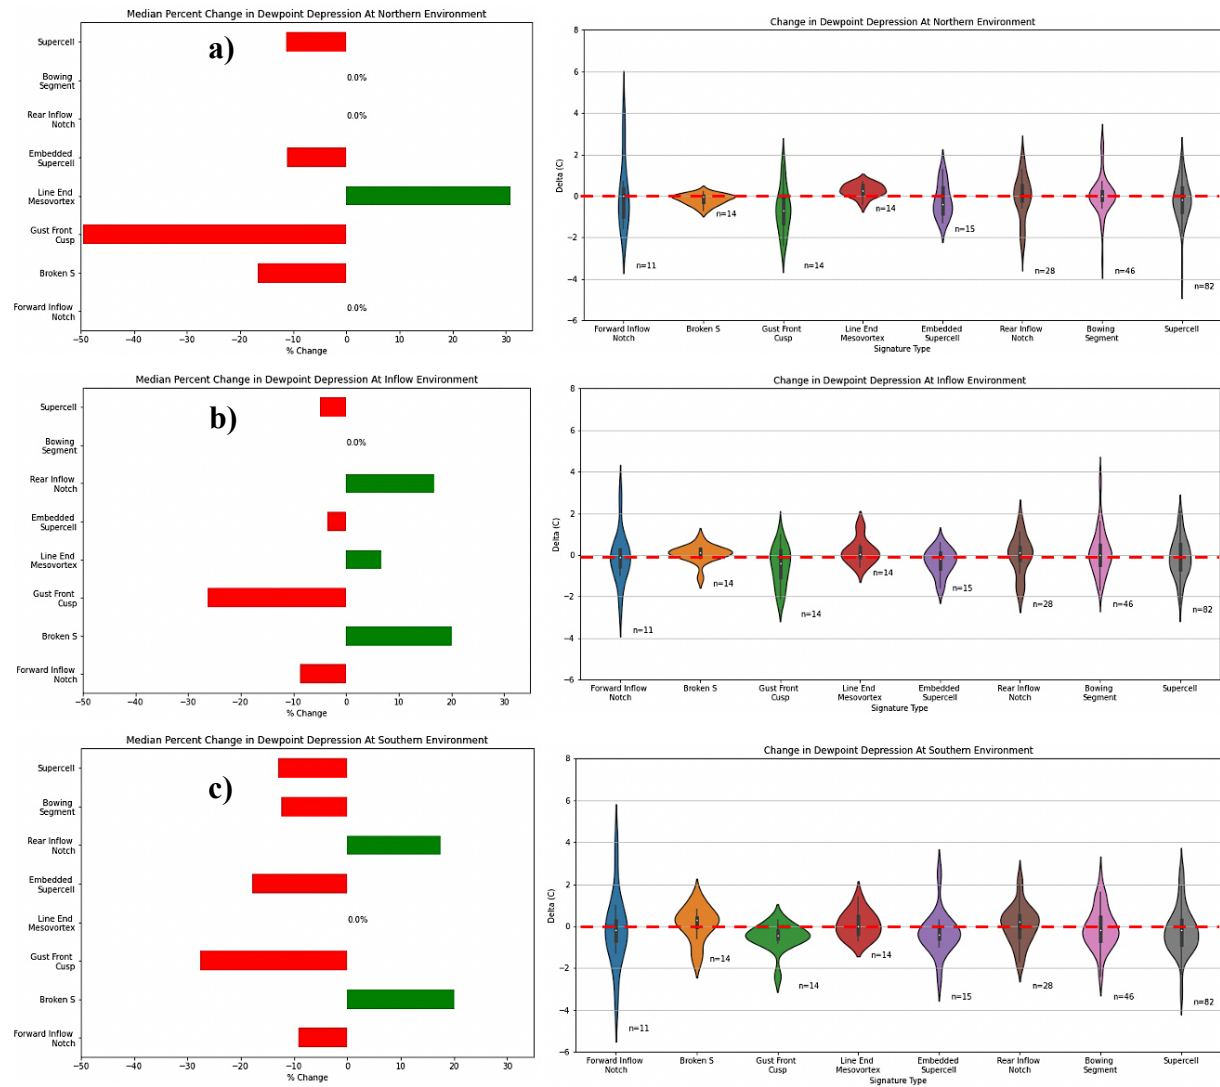 Median Percent Change in Dewpoint Depression At Northern Environment
a)
Supercell
Bowing
Segment
0.0%
Rear Inflow
Notch
0.0%
Embedded
Supercell
Line End
Mesovortex
Gust Front
Cusp
Broken S
Forward Inflow
Notch
0.0%
−50 −40 −30 −20 −10 0 10 20 30
% Change
Change in Dewpoint Depression At Northern Environment
8
6
4
2
0
−2
−4
−6
Delta (C)
n=11
n=14
n=14
n=14
n=15
n=28
n=46
n=82
Forward Inflow
Notch
Broken S
Gust Front
Cusp
Line End
Mesovortex
Embedded
Supercell
Rear Inflow
Notch
Bowing
Segment
Supercell
Signature Type
Median Percent Change in Dewpoint Depression At Inflow Environment
b)
Supercell
Bowing
Segment
0.0%
Rear Inflow
Notch
Embedded
Supercell
Line End
Mesovortex
Gust Front
Cusp
Broken S
Forward Inflow
Notch
−50 −40 −30 −20 −10 0 10 20 30
% Change
Change in Dewpoint Depression At Inflow Environment
8
6
4
2
0
−2
−4
−6
Delta (C)
n=11
n=14
n=14
n=14
n=15
n=28
n=46
n=82
Forward Inflow
Notch
Broken S
Gust Front
Cusp
Line End
Mesovortex
Embedded
Supercell
Rear Inflow
Notch
Bowing
Segment
Supercell
Signature Type
Median Percent Change in Dewpoint Depression At Southern Environment
c)
Supercell
Bowing
Segment
Rear Inflow
Notch
Embedded
Supercell
Line End
Mesovortex
0.0%
Gust Front
Cusp
Broken S
Forward Inflow
Notch
−50 −40 −30 −20 −10 0 10 20 30
% Change
Change in Dewpoint Depression At Southern Environment
8
6
4
2
0
−2
−4
−6
Delta (C)
n=11
n=14
n=14
n=14
n=15
n=28
n=46
n=82
Forward Inflow
Notch
Broken S
Gust Front
Cusp
Line End
Mesovortex
Embedded
Supercell
Rear Inflow
Notch
Bowing
Segment
Supercell
Signature Type